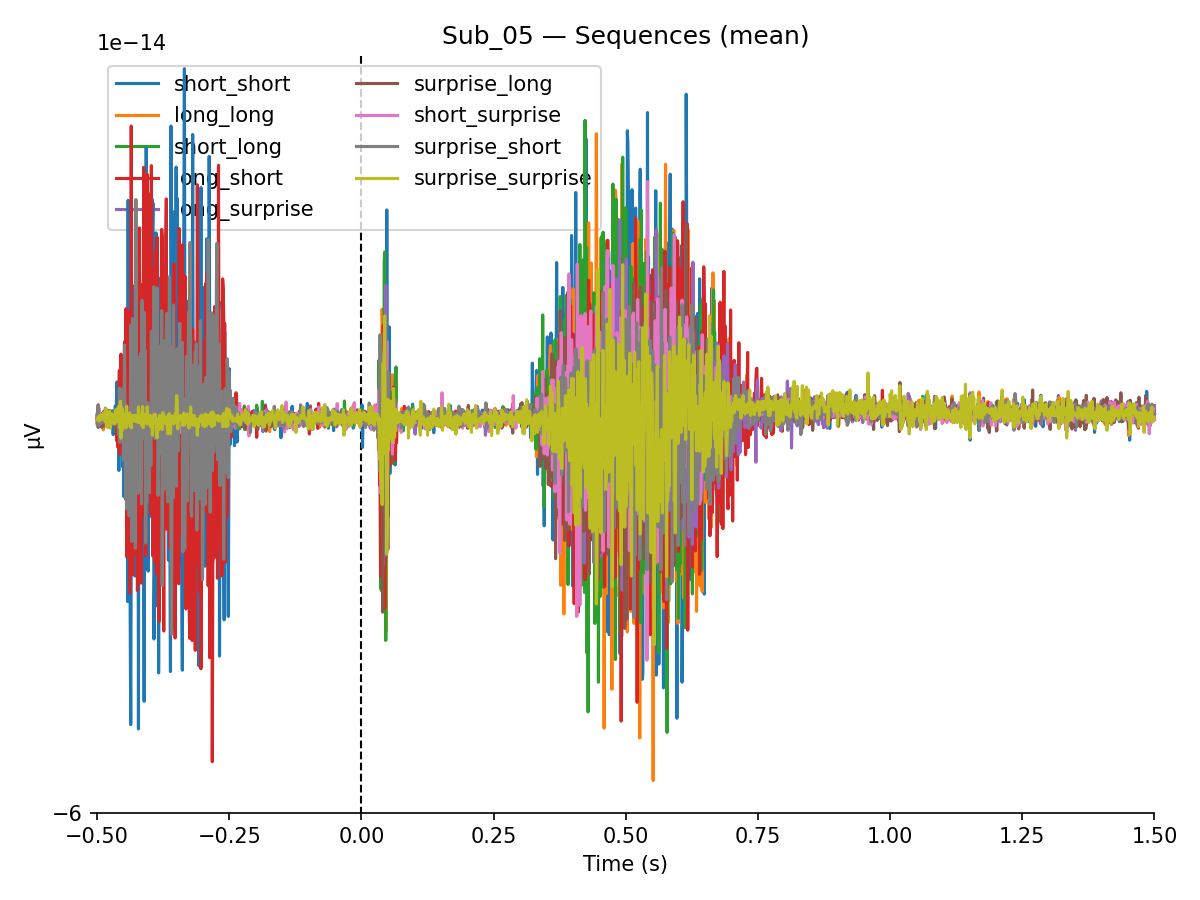 Sub_05 — Sequences (mean)
1e−14
short_short
long_long
short_long
long_short
long_surprise
surprise_long
short_surprise
surprise_short
surprise_surprise
µV
−6
−0.50 −0.25 0.00 0.25 0.50 0.75 1.00 1.25 1.50
Time (s)